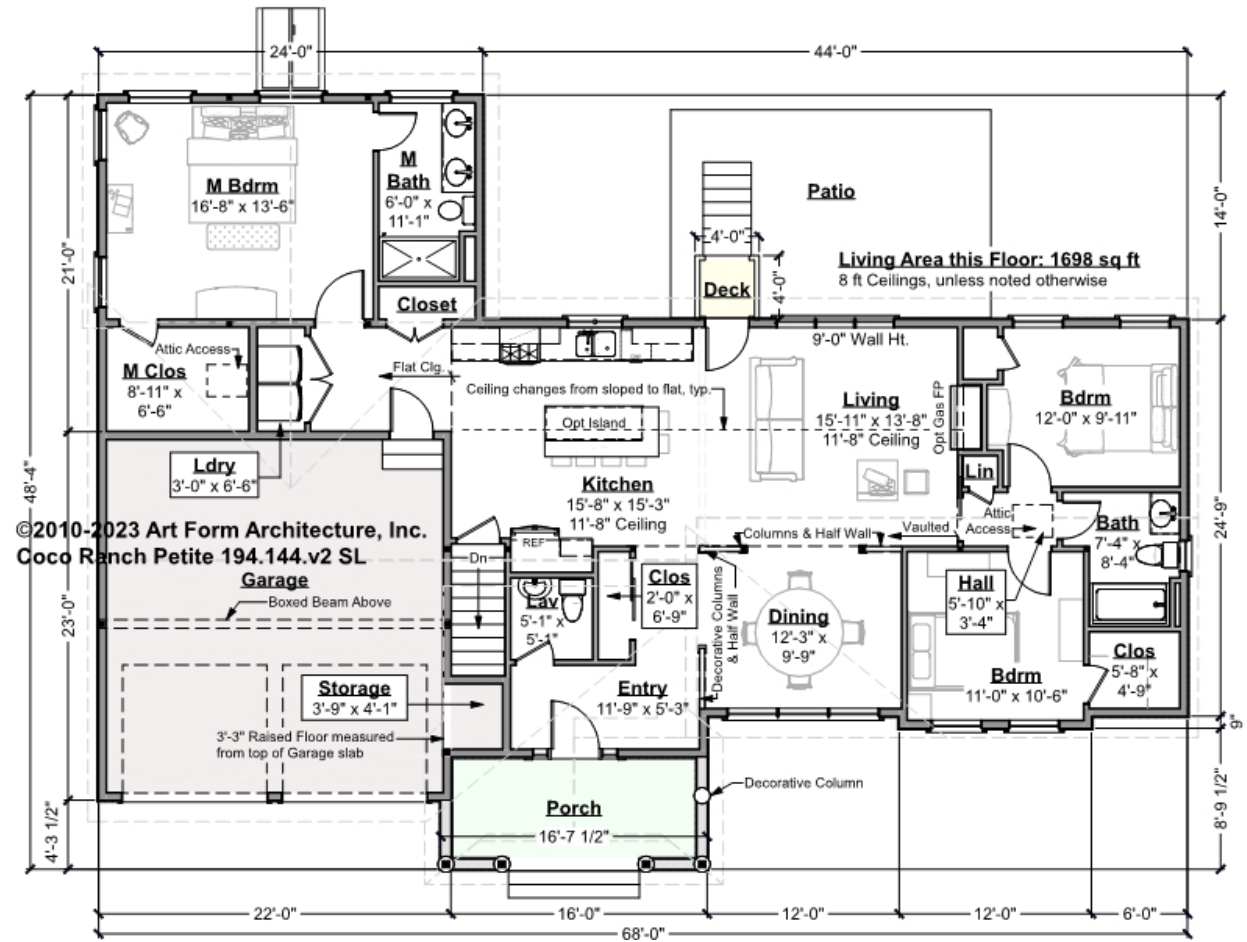 24'-0"
44'-0"
M Bdrm
16'-8" x 13'-6"
M
Bath
6'-0" x
11'-1"
Patio
14'-0"
21'-0"
4'-0"
Living Area this Floor: 1698 sq ft
8 ft Ceilings, unless noted otherwise
Deck
4'-0"
Closet
9'-0" Wall Ht.
Attic Access
M Clos
8'-11" x
6'-6"
Flat Clg.
Ceiling changes from sloped to flat, typ.
Living
15'-11" x 13'-8"
11'-8" Ceiling
Opt Gas FP
Bdrm
12'-0" x 9'-11"
Opt Island
Ldry
3'-0" x 6'-6"
Kitchen
15'-8" x 15'-3"
11'-8" Ceiling
Lin
48'-4"
24'-9"
©2010-2023 Art Form Architecture, Inc.
Coco Ranch Petite 194.144.v2 SL
Attic
Access
Vaulted
Columns & Half Wall
Bath
7'-4" x
8'-4"
REF
Dn
Garage
Boxed Beam Above
Clos
2'-0" x
6'-9"
Lav
5'-1" x
5'-1"
Decorative Columns
& Half Wall
Dining
12'-3" x
9'-9"
Hall
5'-10" x
3'-4"
23'-0"
Clos
5'-8" x
4'-9"
Bdrm
11'-0" x 10'-6"
Storage
3'-9" x 4'-1"
Entry
11'-9" x 5'-3"
3'-3" Raised Floor measured
from top of Garage slab
9"
Decorative Column
Porch
16'-7 1/2"
4'-3 1/2"
8'-9 1/2"
22'-0"
16'-0"
12'-0"
12'-0"
6'-0"
68'-0"